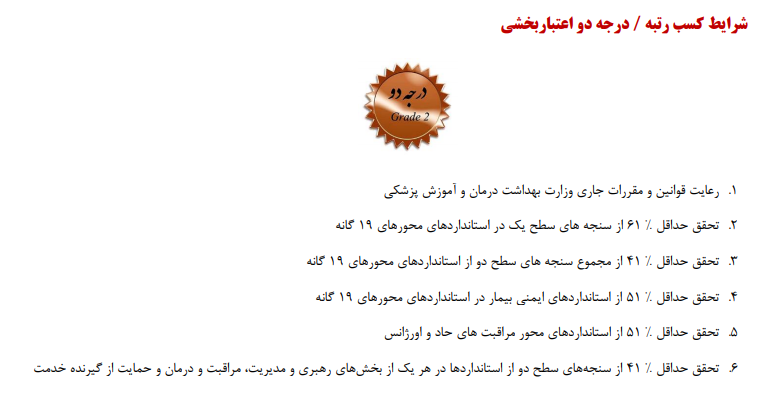 شرایط کسب رتبه / درجه دو اعتباربخشی
درجه دو
Grade 2
۱. رعایت قوانین و مقررات جاری وزارت بهداشت درمان و آموزش پزشکی
۲. تحقق حداقل ٪ ۶۱ از سنجه های سطح یک در استانداردهای محورهای ۱۹ گانه
۳. تحقق حداقل ٪ ۴۱ از مجموع سنجه های سطح دو از استانداردهای محورهای ۱۹ گانه
۴. تحقق حداقل ٪ ۵۱ از استانداردهای ایمنی بیمار در استانداردهای محورهای ۱۹ گانه
۵. تحقق حداقل ٪ ۵۱ از استانداردهای محور مراقبت های حاد و اورژانس
۶. تحقق حداقل ٪ ۴۱ از سنجه‌های سطح دو از استانداردها در هر یک از بخش‌های رهبری و مدیریت، مراقبت و درمان و حمایت از گیرنده خدمت